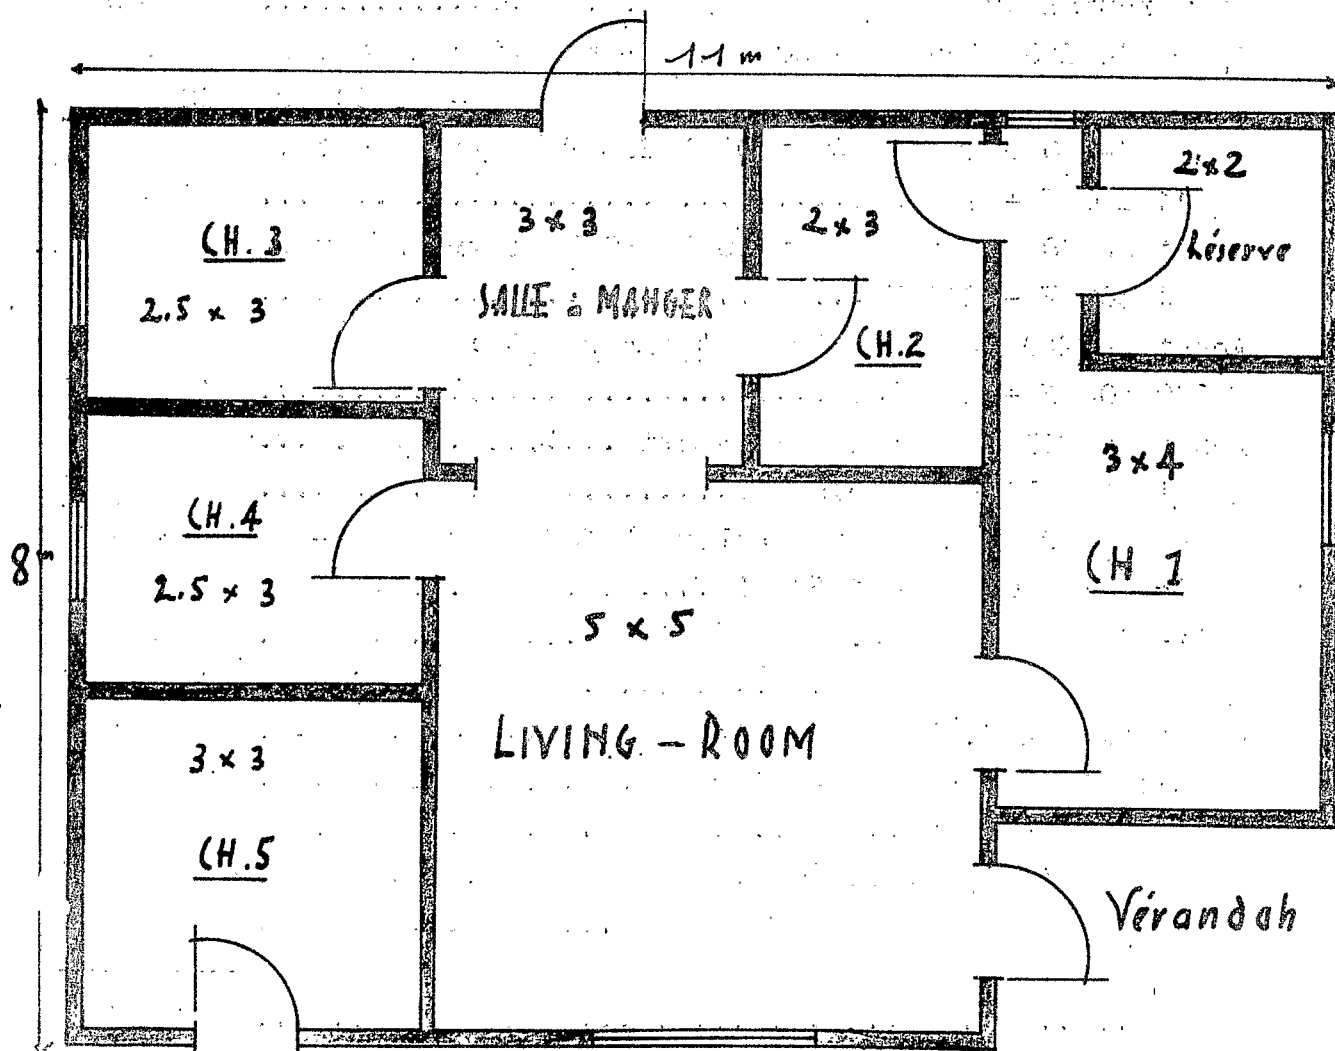 11 m
8 m
CH.3
2.5 x 3
3 x 3
SALLE à MANGER
2 x 3
CH.2
2 x 2
Réserve
CH.4
2.5 x 3
5 x 5
LIVING - ROOM
3 x 4
CH 1
3 x 3
CH.5
Vérandah